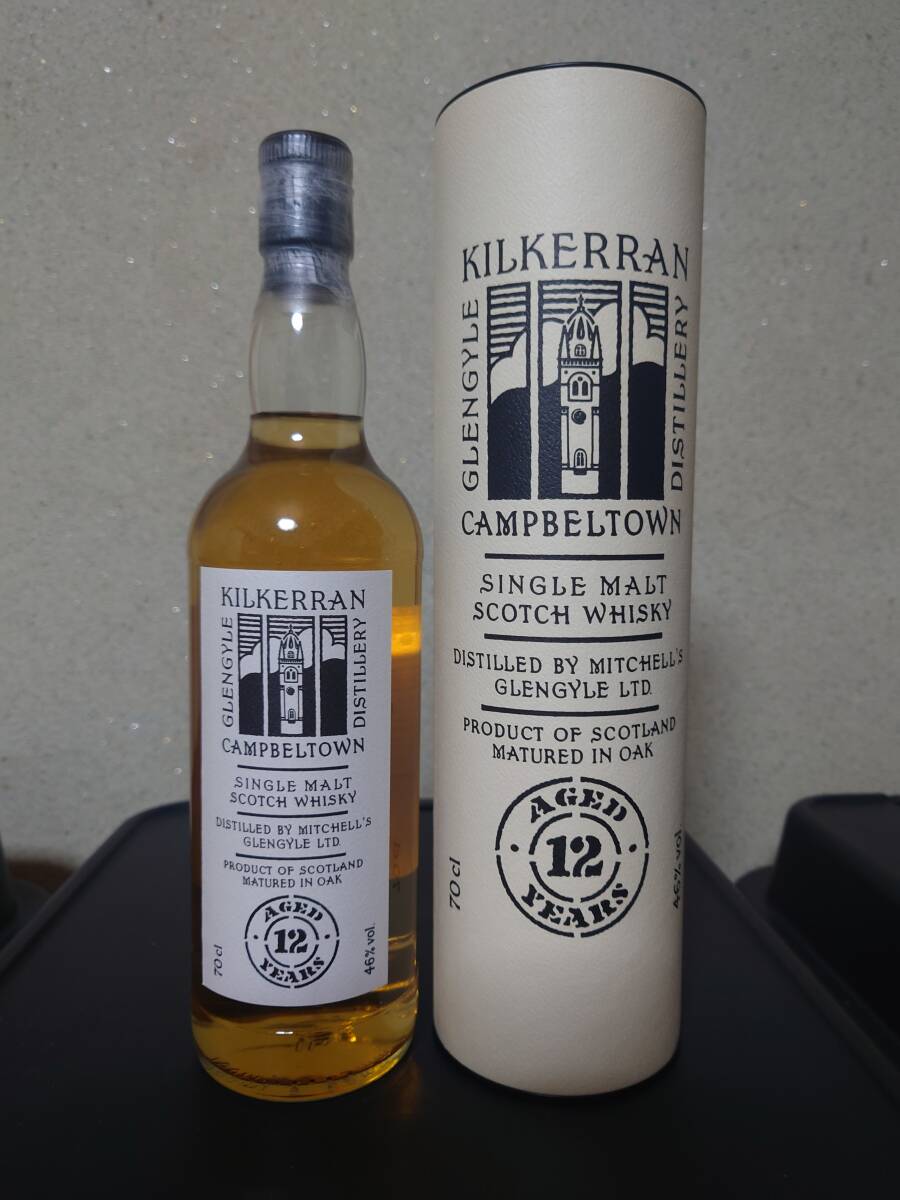 KILKERRAN
GLENGYLE
DISTILLERY
CAMPBELTOWN
SINGLE MALT
SCOTCH WHISKY
DISTILLED BY MITCHELL'S
GLENGYLE LTD.
PRODUCT OF SCOTLAND
MATURED IN OAK
AGED
12
YEARS
70cl
46% vol.
KILKERRAN
GLENGYLE
DISTILLERY
CAMPBELTOWN
SINGLE MALT
SCOTCH WHISKY
DISTILLED BY MITCHELL'S
GLENGYLE LTD.
PRODUCT OF SCOTLAND
MATURED IN OAK
AGED
12
YEARS
70cl
46% vol.